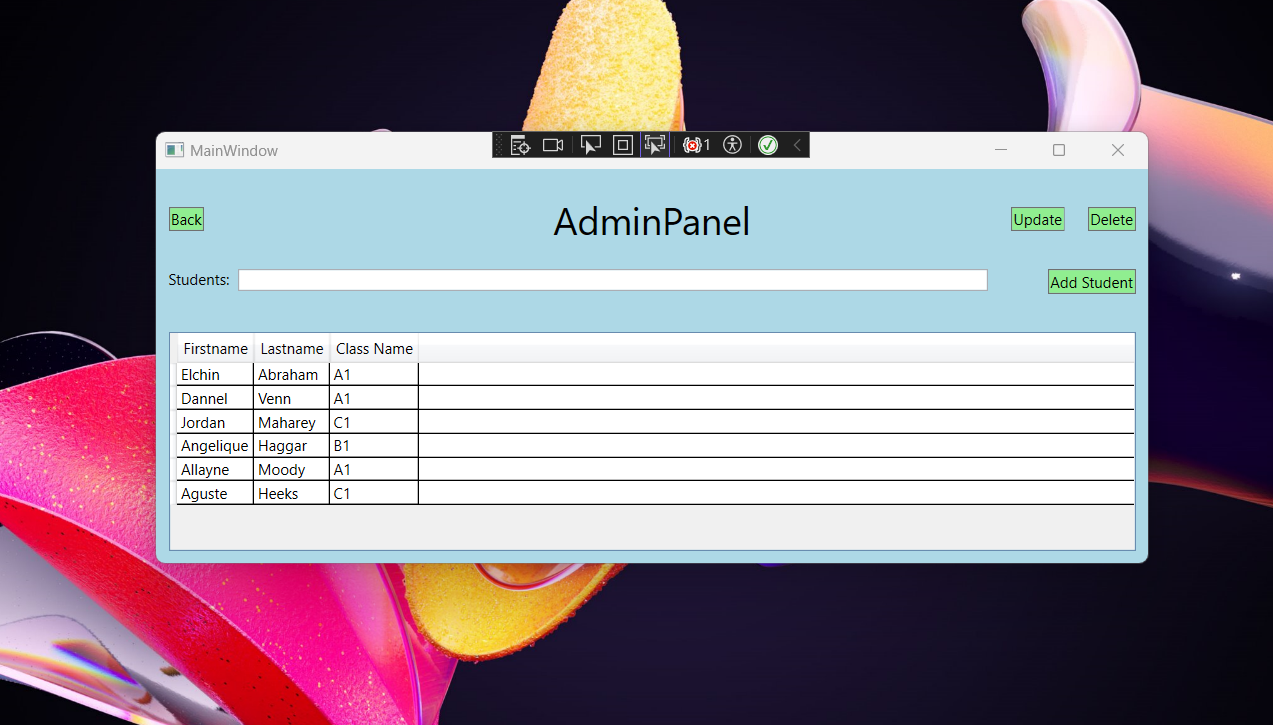 MainWindow
1
Back
AdminPanel
Update
Delete
Students:
Add Student
Firstname Lastname Class Name
Elchin Abraham A1
Dannel Venn A1
Jordan Maharey C1
Angelique Haggar B1
Allayne Moody A1
Aguste Heeks C1